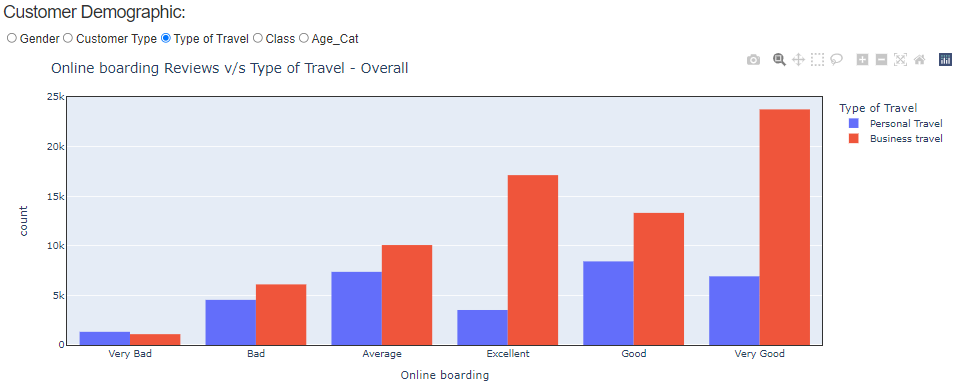 Customer Demographic:
Gender Customer Type Type of Travel Class Age_Cat
Online boarding Reviews v/s Type of Travel - Overall
Type of Travel
Personal Travel
Business travel
25k
20k
15k
10k
5k
0
count
Very Bad Bad Average Excellent Good Very Good
Online boarding